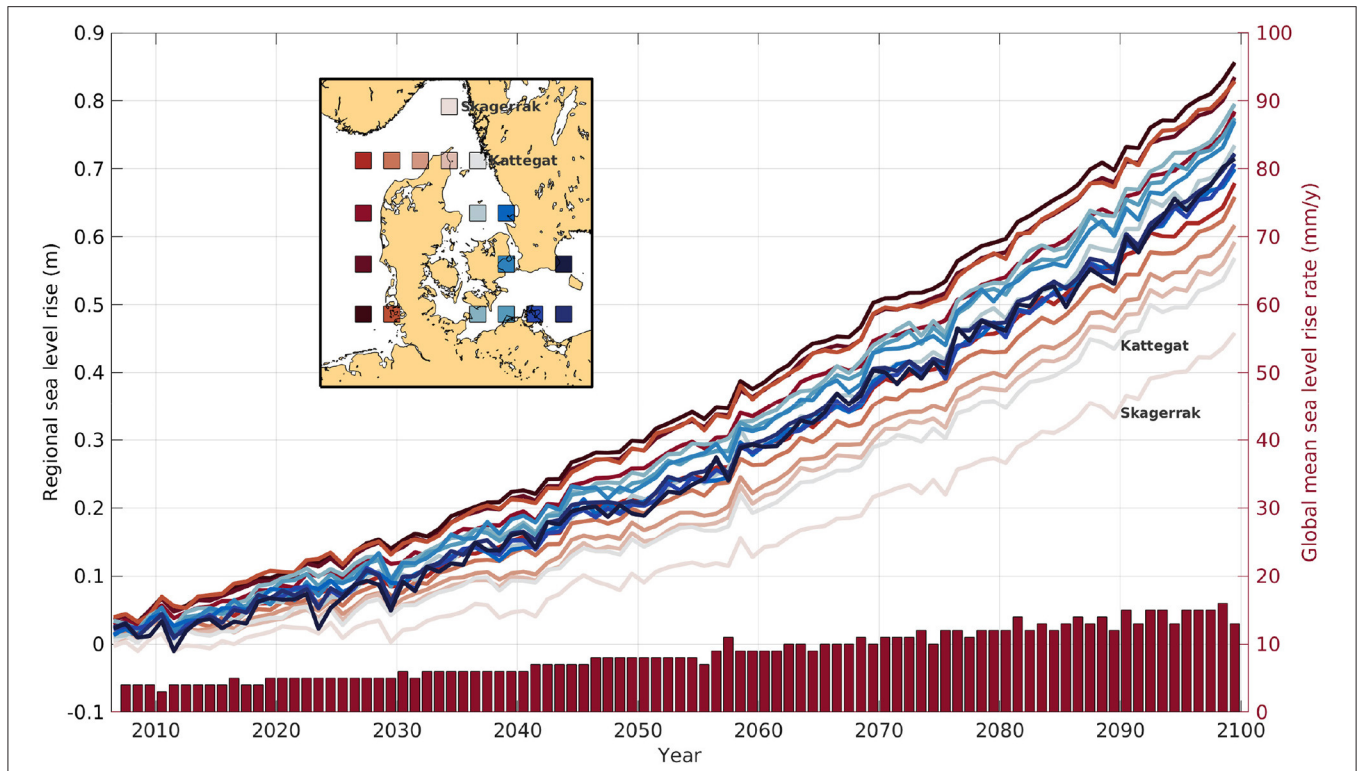 0.9
0.8
0.7
0.6
0.5
0.4
0.3
0.2
0.1
0
-0.1
Regional sea level rise (m)
Skagerrak
Kattegat
Kattegat
Skagerrak
100
90
80
70
60
50
40
30
20
10
0
Global mean sea level rise rate (mm/y)
2010 2020 2030 2040 2050 2060 2070 2080 2090 2100
Year